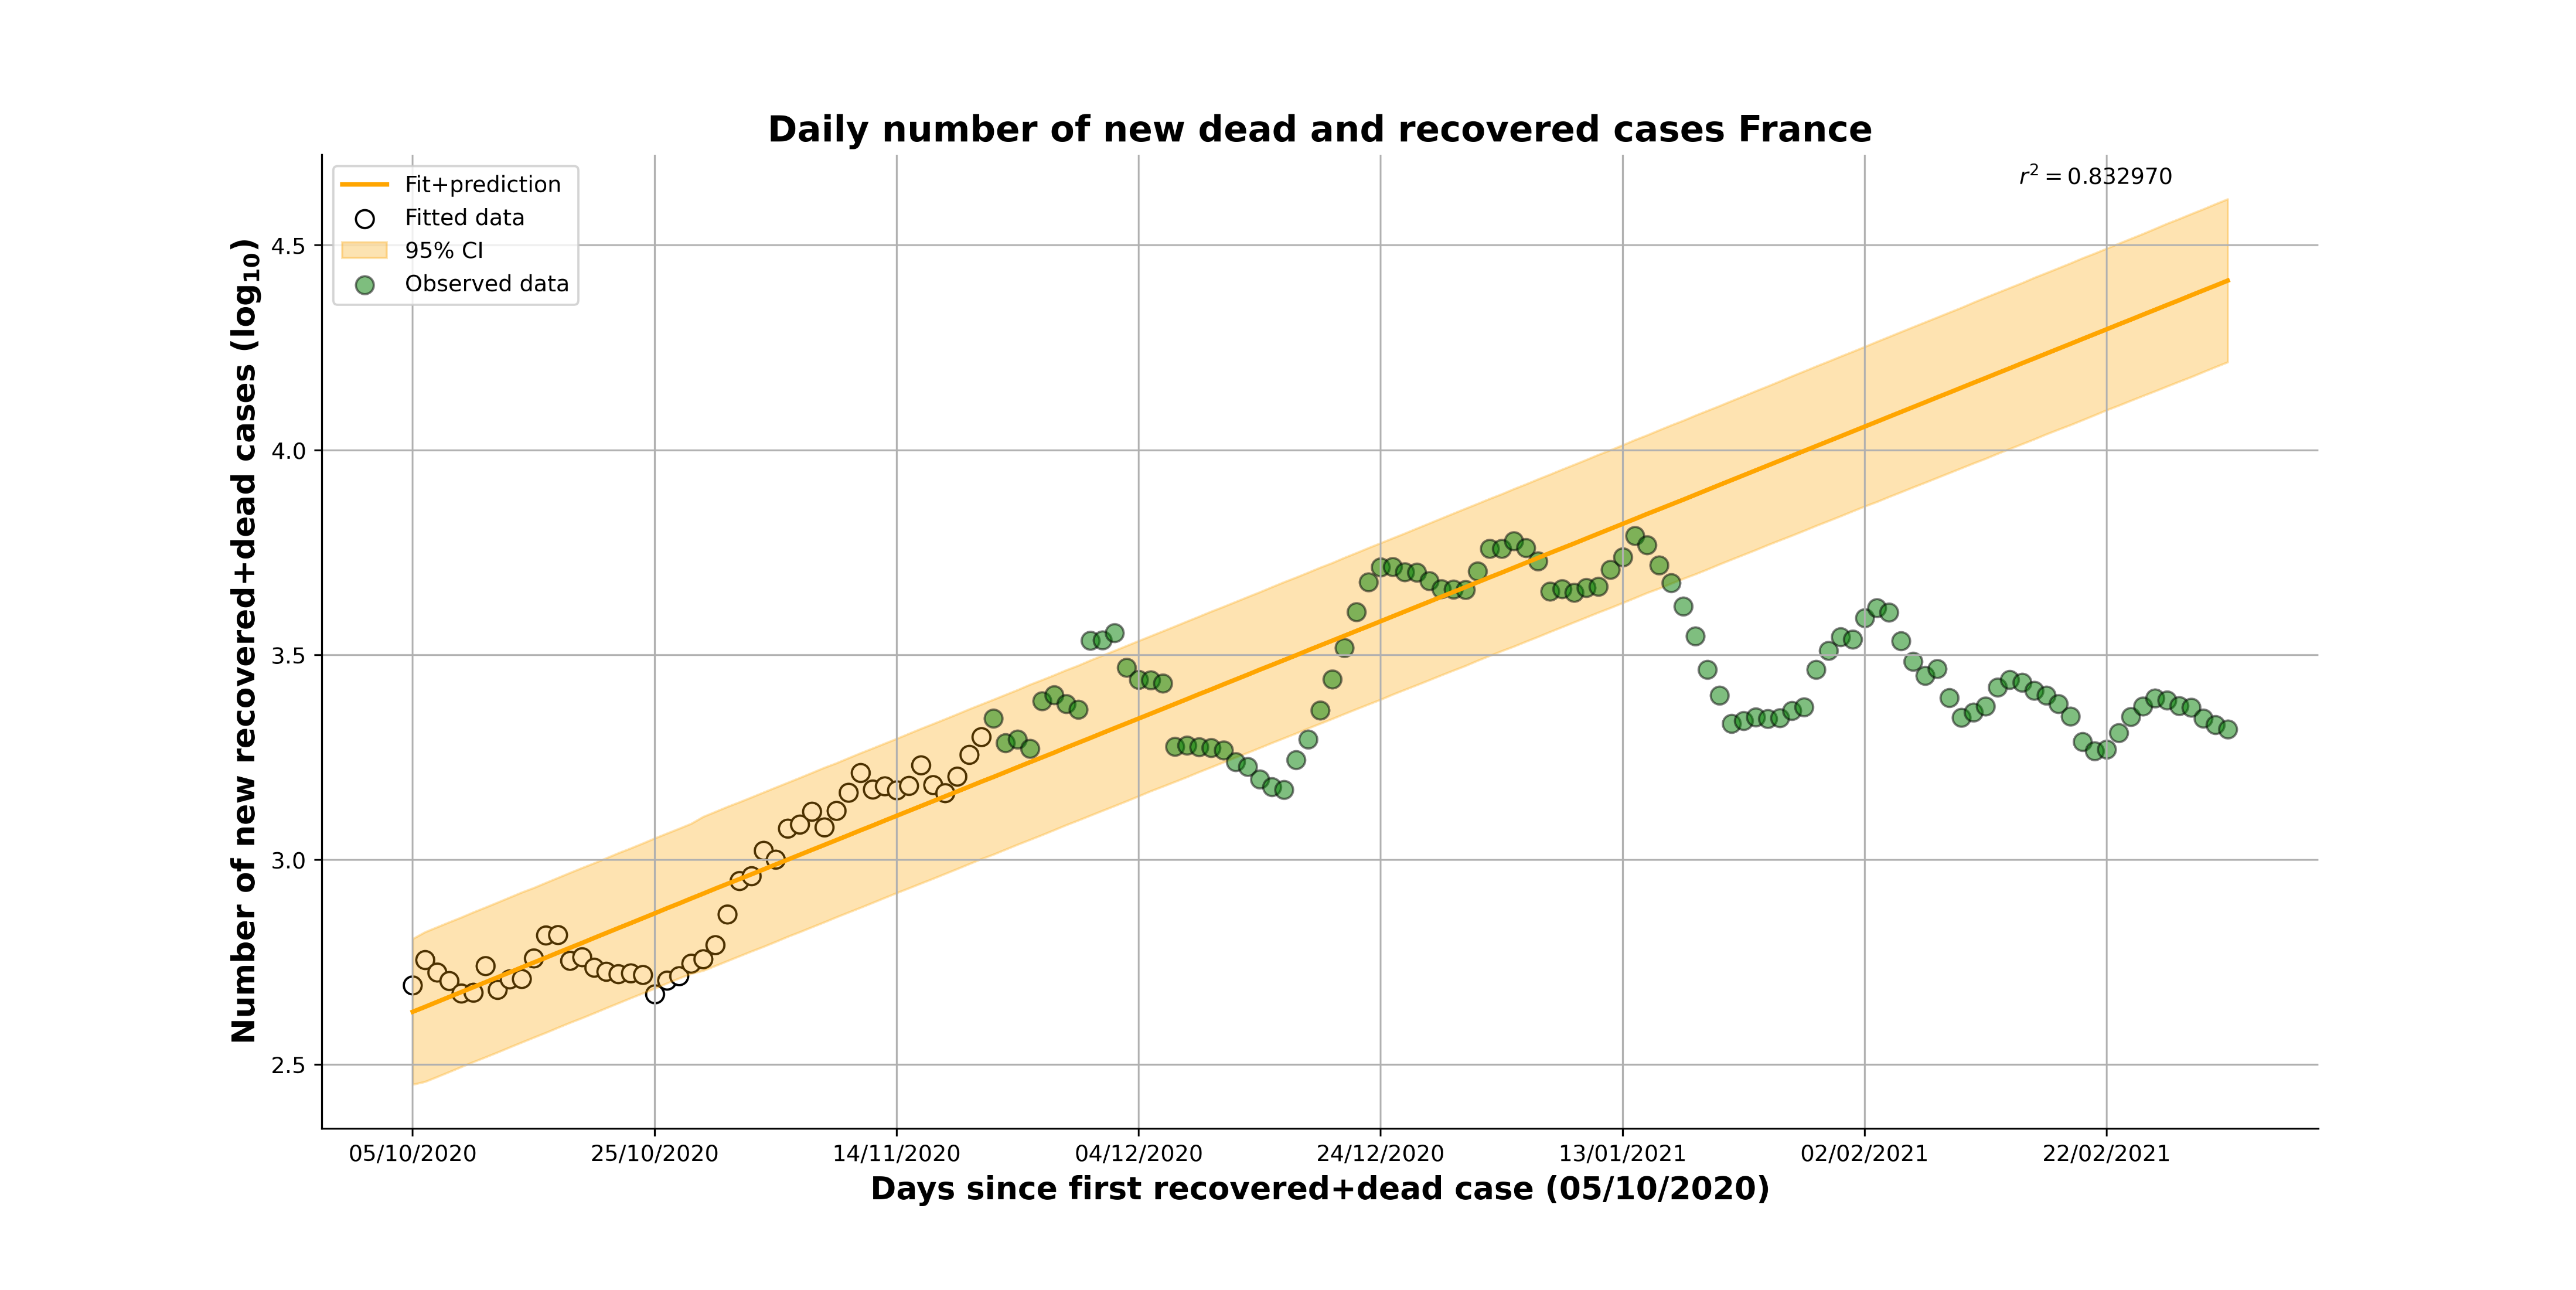 Daily number of new dead and recovered cases France
Fit+prediction
Fitted data
95% CI
Observed data
r² = 0.832970
Number of new recovered+dead cases (log₁₀)
4.5
4.0
3.5
3.0
2.5
05/10/2020 25/10/2020 14/11/2020 04/12/2020 24/12/2020 13/01/2021 02/02/2021 22/02/2021
Days since first recovered+dead case (05/10/2020)